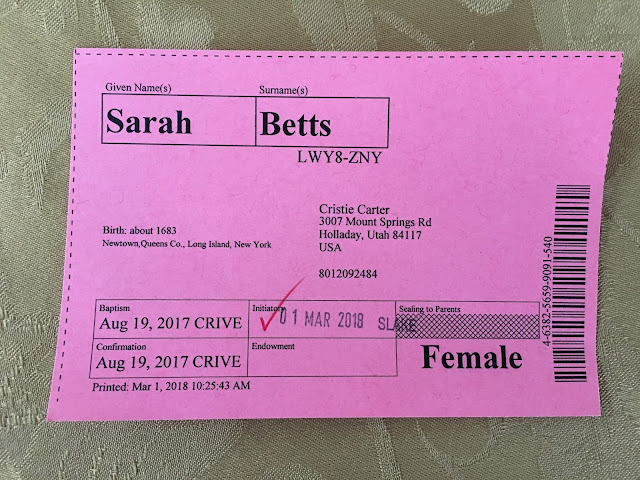 Given Name(s) Surname(s)
Sarah Betts
LWY8-ZNY
Cristie Carter
3007 Mount Springs Rd
Holladay, Utah 84117
USA
8012092484
Birth: about 1683
Newtown,Queens Co., Long Island, New York
Baptism
Aug 19, 2017 CRIVE
Initiatory
01 MAR 2018 SLAKE
Sealing to Parents
Confirmation
Aug 19, 2017 CRIVE
Endowment
Female
Printed: Mar 1, 2018 10:25:43 AM
4-6382-5659-9091-540